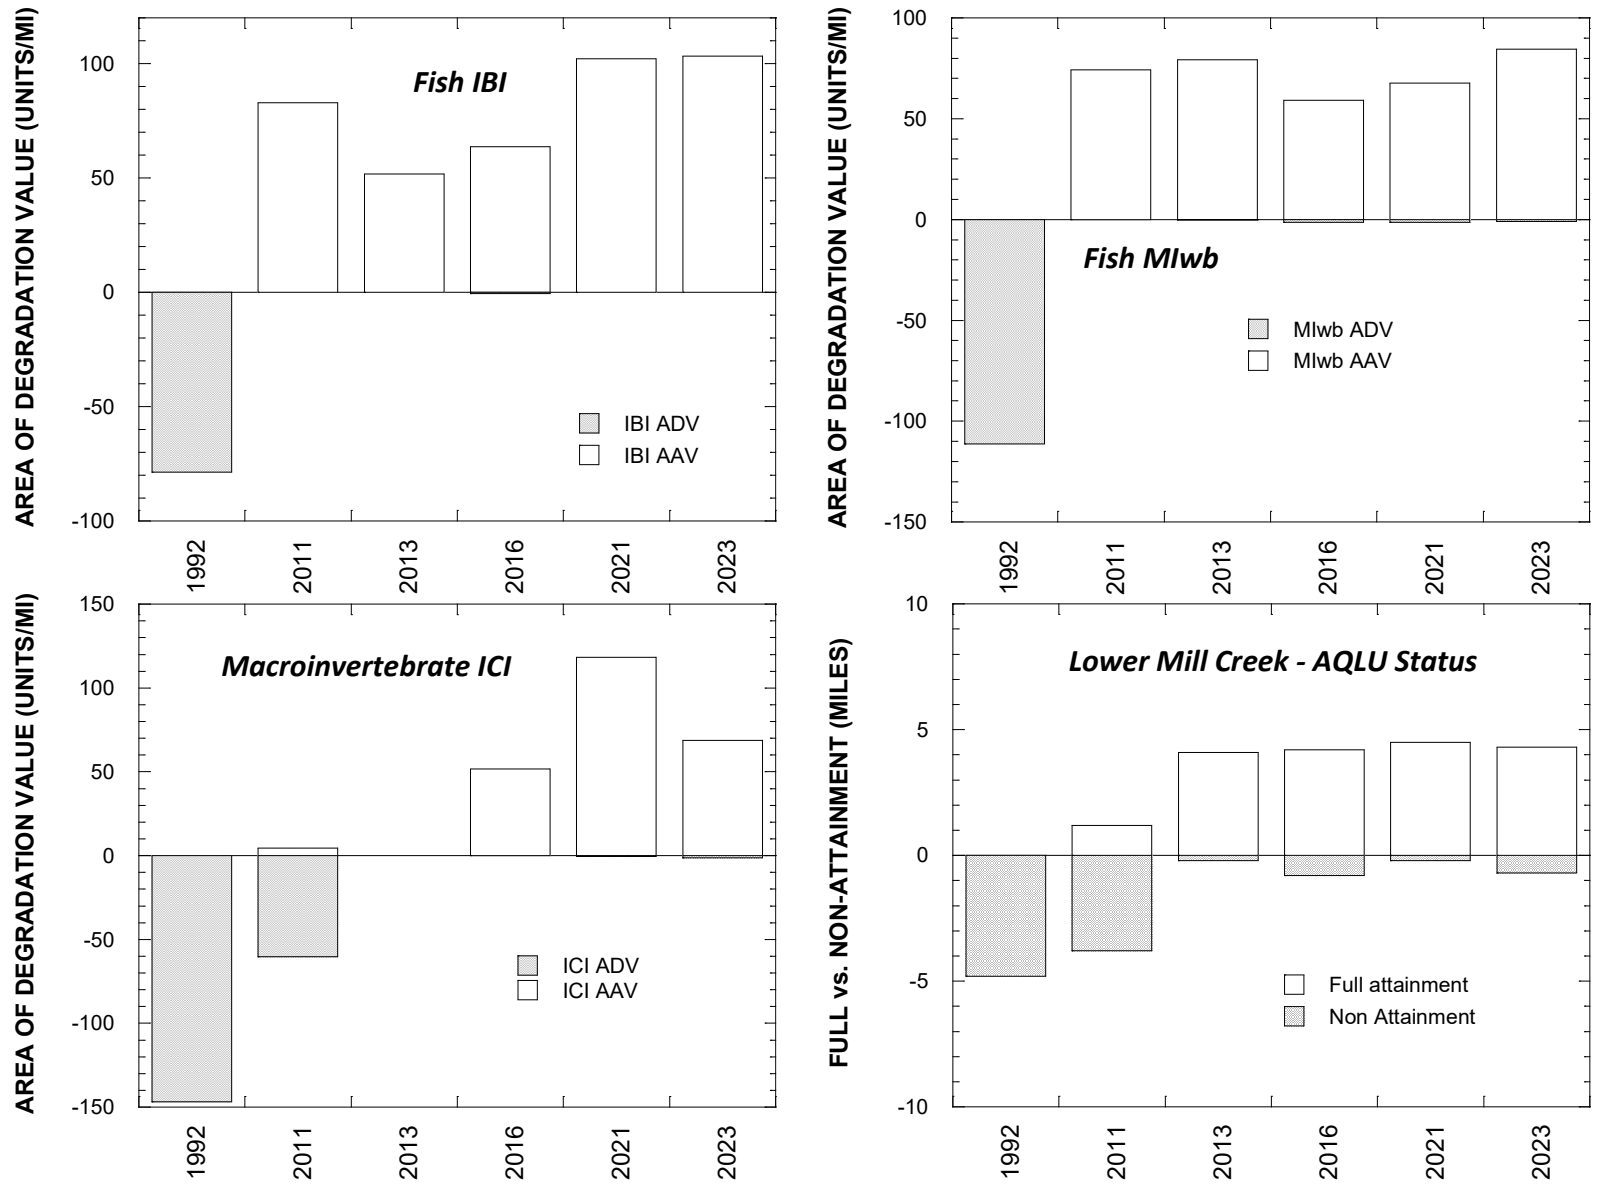 AREA OF DEGRADATION VALUE (UNITS/MI)
Fish IBI
100
50
0
-50
-100
IBI ADV
IBI AAV
1992
2011
2013
2016
2021
2023
AREA OF DEGRADATION VALUE (UNITS/MI)
Fish MIwb
100
50
0
-50
-100
-150
MIwb ADV
MIwb AAV
1992
2011
2013
2016
2021
2023
AREA OF DEGRADATION VALUE (UNITS/MI)
Macroinvertebrate ICI
150
100
50
0
-50
-100
-150
ICI ADV
ICI AAV
1992
2011
2013
2016
2021
2023
FULL vs. NON-ATTAINMENT (MILES)
Lower Mill Creek - AQLU Status
10
5
0
-5
-10
Full attainment
Non Attainment
1992
2011
2013
2016
2021
2023